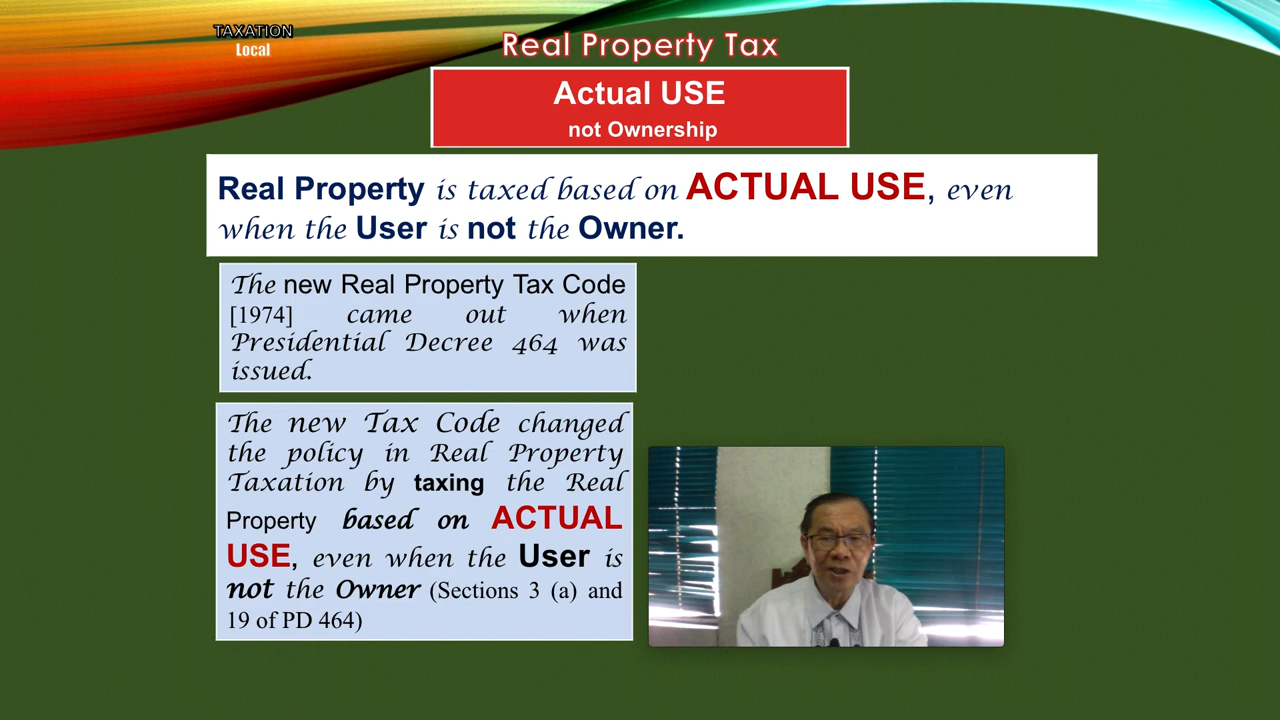 TAXATION
Local
Real Property Tax
Actual USE
not Ownership
Real Property is taxed based on ACTUAL USE, even
when the User is not the Owner.
The new Real Property Tax Code
[1974] came out when
Presidential Decree 464 was
issued.
The new Tax Code changed
the policy in Real Property
Taxation by taxing the Real
Property based on ACTUAL
USE, even when the User is
not the Owner (Sections 3 (a) and
19 of PD 464)